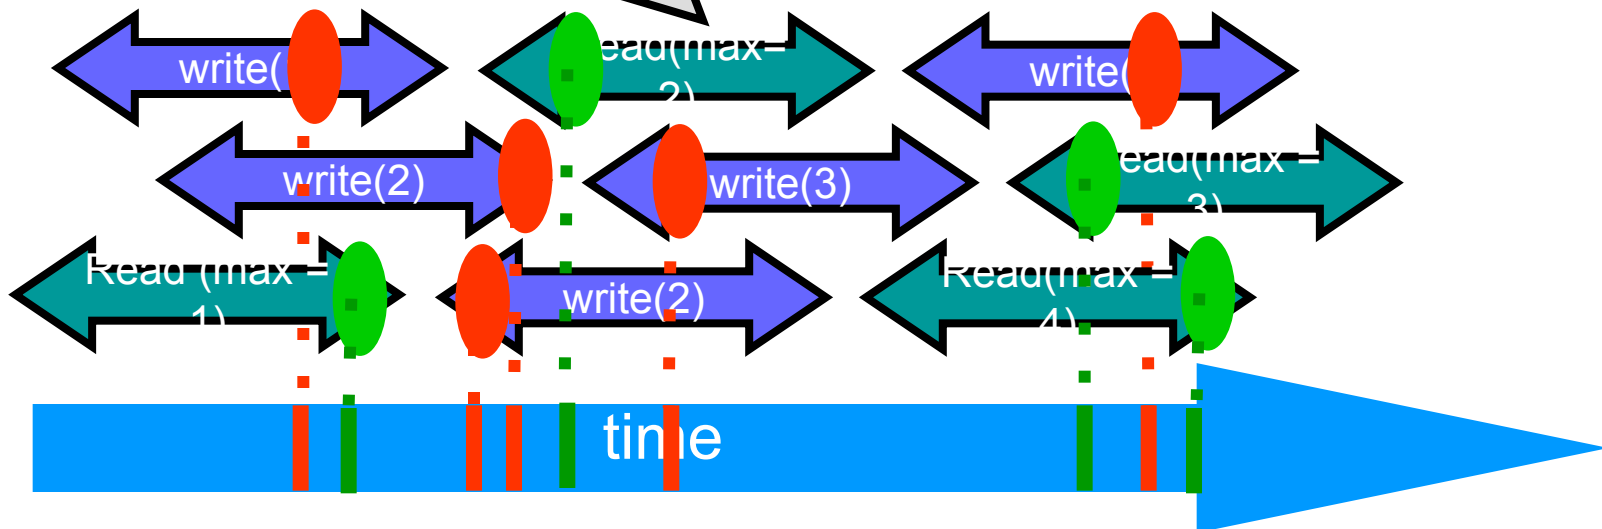 write(
ead(max=
2)
write(
write(2)
write(3)
ead(max =
3)
Read (max =
1)
write(2)
Read(max =
4)
time